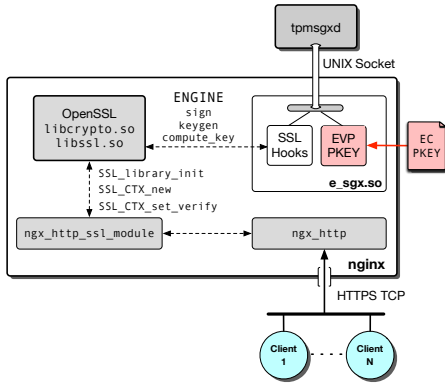 tpmsgxd
UNIX Socket
OpenSSL
libcrypto.so
libssl.so
ENGINE
sign
keygen
compute_key
SSL
Hooks
EVP
PKEY
e_sgx.so
EC
PKEY
SSL_library_init
SSL_CTX_new
SSL_CTX_set_verify
ngx_http_ssl_module
ngx_http
nginx
HTTPS TCP
Client
1
Client
N